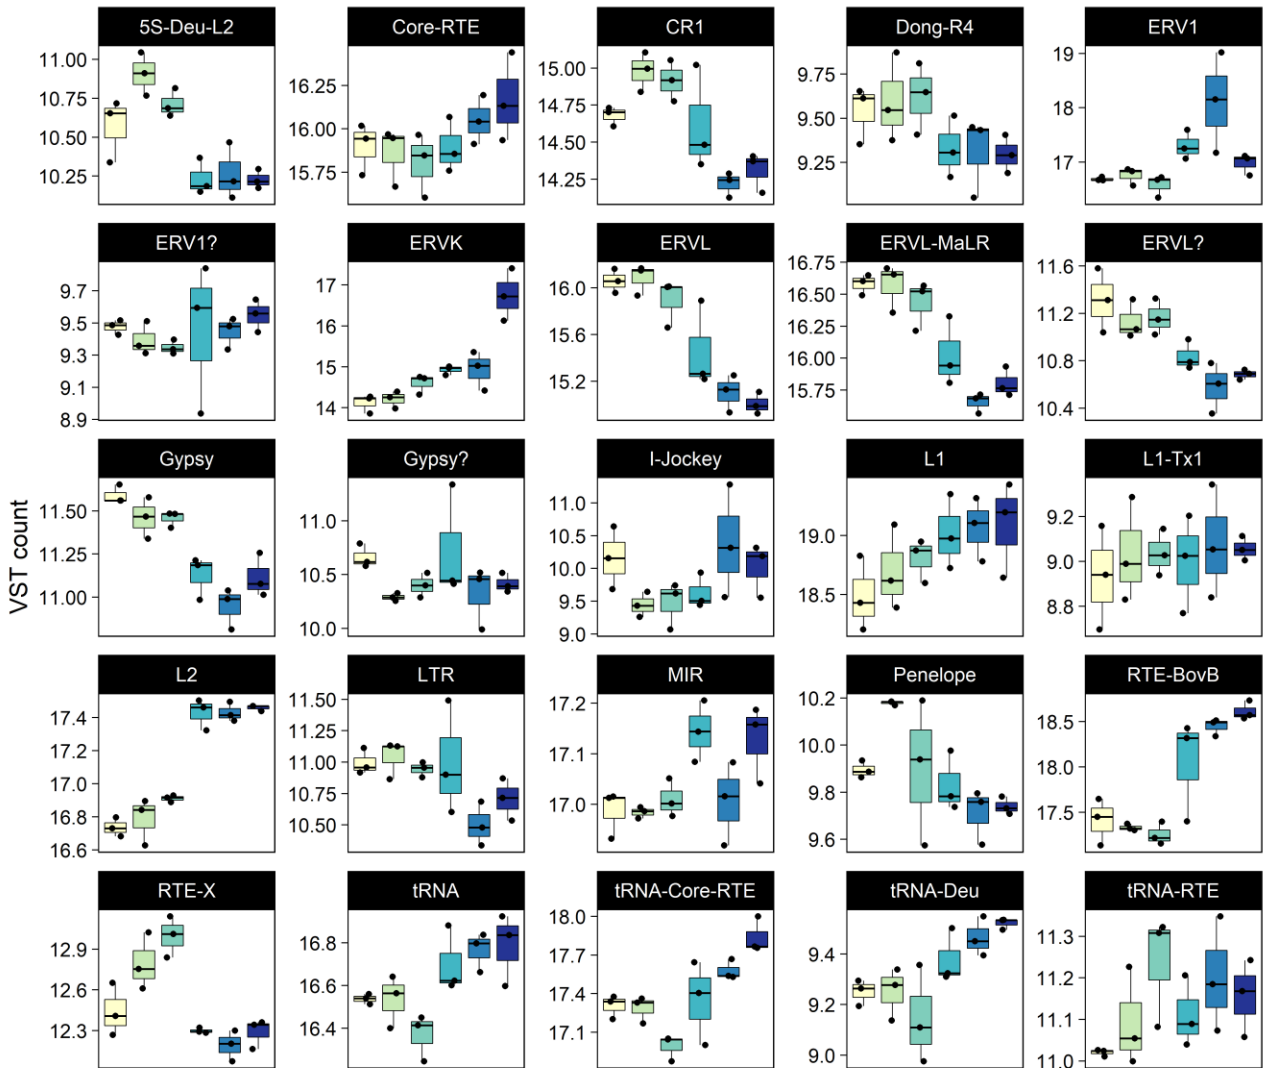 5S-Deu-L2 Core-RTE CR1 Dong-R4 ERV1
11.00 10.75 10.50 10.25
16.25 16.00 15.75
15.00 14.75 14.50 14.25
9.75 9.50 9.25
19 18 17
ERV1? ERVK ERVL ERVL-MaLR ERVL?
9.7 9.5 9.3 9.1 8.9
17 16 15 14
16.0 15.6 15.2
16.75 16.50 16.25 16.00 15.75
11.6 11.2 10.8 10.4
VST count
Gypsy Gypsy? I-Jockey L1 L1-Tx1
11.50 11.25 11.00
11.0 10.5 10.0
11.0 10.5 10.0 9.5 9.0
19.0 18.5
9.2 9.0 8.8
L2 LTR MIR Penelope RTE-BovB
17.4 17.2 17.0 16.8 16.6
11.50 11.25 11.00 10.75 10.50
17.2 17.1 17.0
10.2 10.0 9.8 9.6
18.5 18.0 17.5
RTE-X tRNA tRNA-Core-RTE tRNA-Deu tRNA-RTE
12.9 12.6 12.3
16.8 16.6 16.4
18.0 17.7 17.4 17.1
9.4 9.2 9.0
11.3 11.2 11.1 11.0